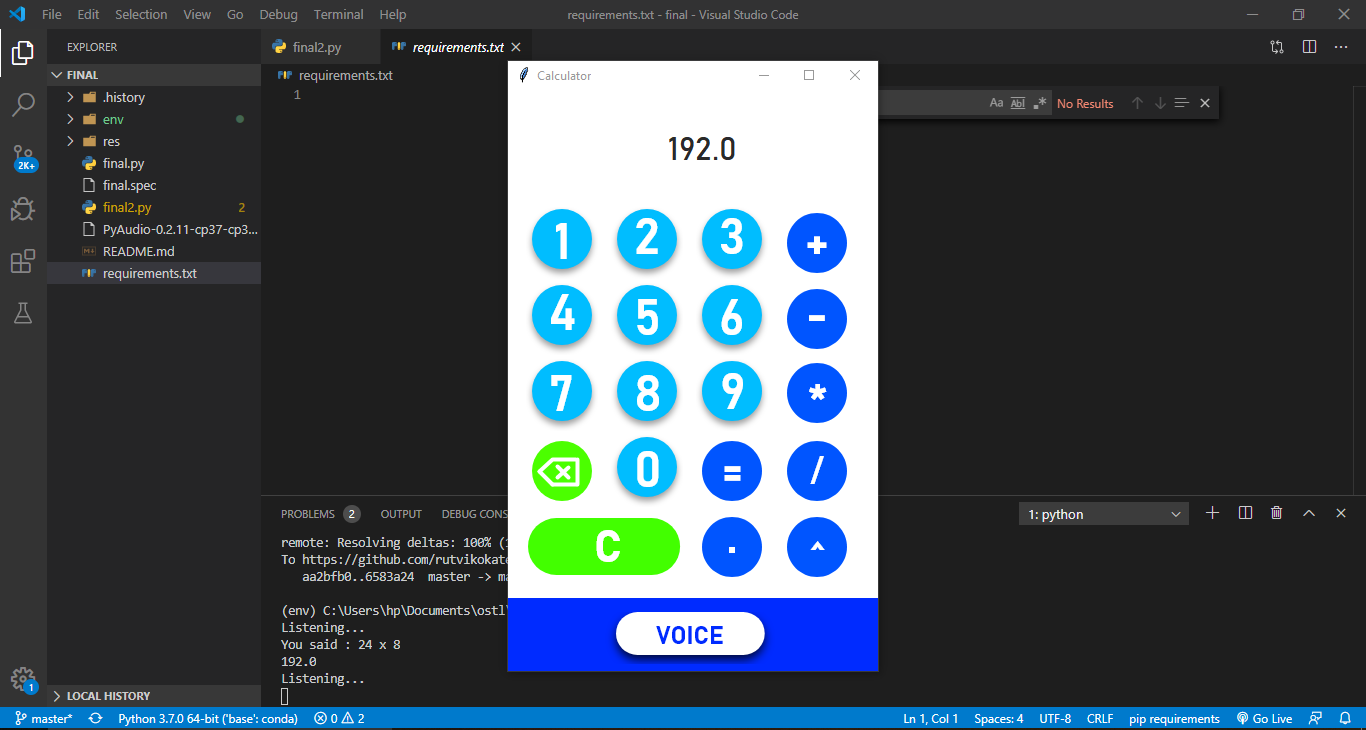 File Edit Selection View Go Debug Terminal Help
requirements.txt - final - Visual Studio Code
EXPLORER
final2.py
requirements.txt
FINAL
requirements.txt
.history
1
env
res
final.py
final.spec
final2.py 2
PyAudio-0.2.11-cp37-cp3...
README.md
requirements.txt
LOCAL HISTORY
2K+
1
Aa Abl .* No Results
Calculator
192.0
1 2 3 +
4 5 6 -
7 8 9 *
0 = /
C . ^
VOICE
PROBLEMS 2 OUTPUT DEBUG CONS
1: python
remote: Resolving deltas: 100% (
To https://github.com/rutvikokate
aa2bfb0..6583a24 master -> ma
(env) C:\Users\hp\Documents\ostl\
Listening...
You said : 24 x 8
192.0
Listening...
master* Python 3.7.0 64-bit ('base': conda) 0 2 Ln 1, Col 1 Spaces: 4 UTF-8 CRLF pip requirements Go Live